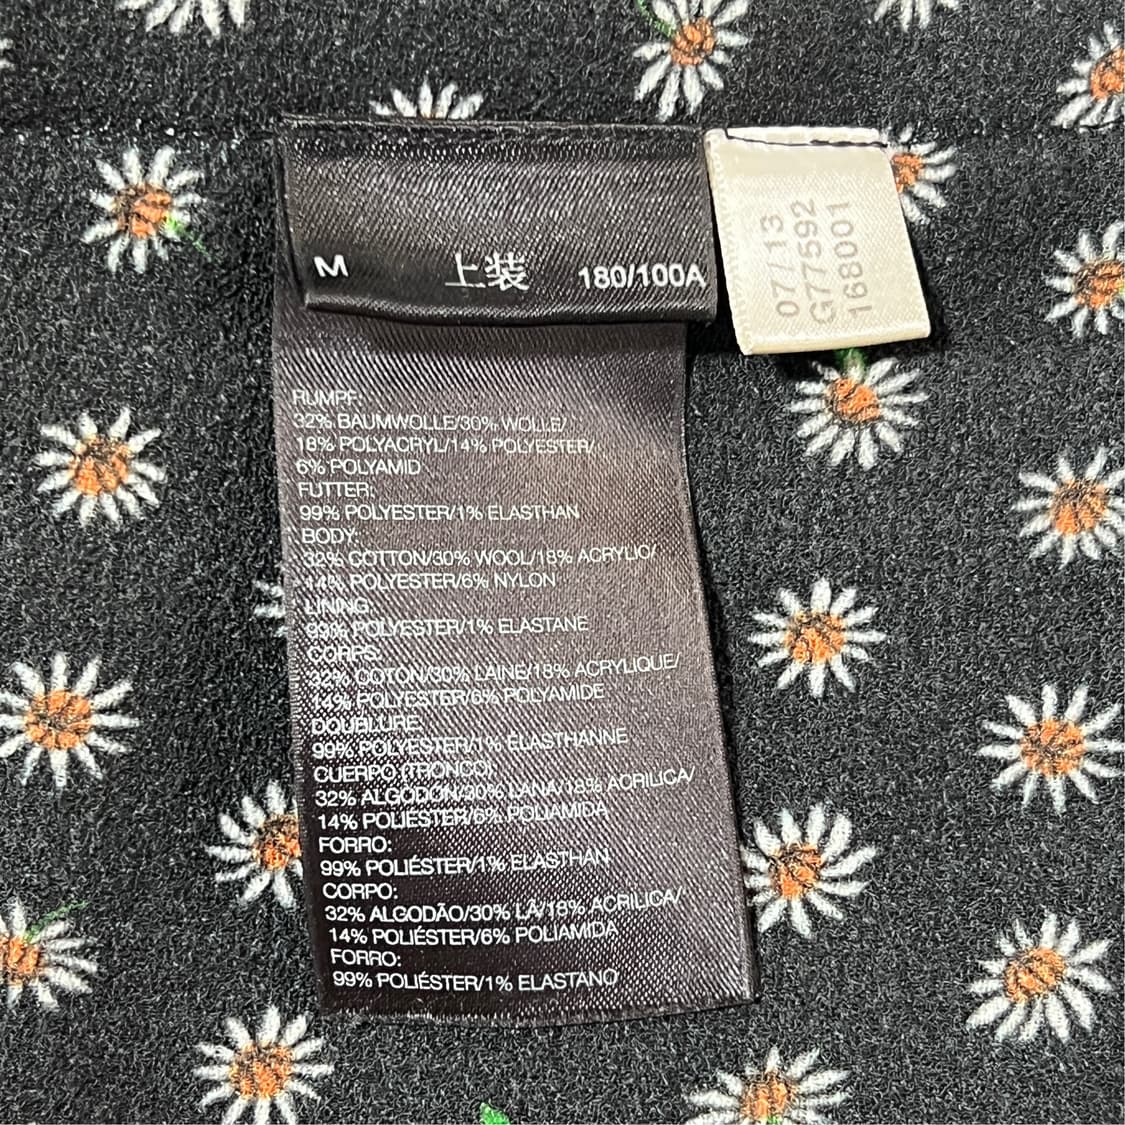 M 上装 180/100A
07/13
G77592
168001
RUMPF:
32% BAUMWOLLE/30% WOLLE/
18% POLYACRYL/14% POLYESTER/
6% POLYAMID
FUTTER:
99% POLYESTER/1% ELASTHAN
BODY:
32% COTTON/30% WOOL/18% ACRYLIC/
14% POLYESTER/6% NYLON
LINING:
99% POLYESTER/1% ELASTANE
CORPS:
32% COTON/30% LAINE/18% ACRYLIQUE/
14% POLYESTER/6% POLYAMIDE
DOUBLURE:
99% POLYESTER/1% ÉLASTHANNE
CUERPO (TRONCO)
32% ALGODÓN/30% LANA/18% ACRILICA/
14% POLIÉSTER/6% POLIAMIDA
FORRO:
99% POLIÉSTER/1% ELASTHAN
CORPO:
32% ALGODÃO/30% LÃ/18% ACRILICA/
14% POLIÉSTER/6% POLIAMIDA
FORRO:
99% POLIÉSTER/1% ELASTANO